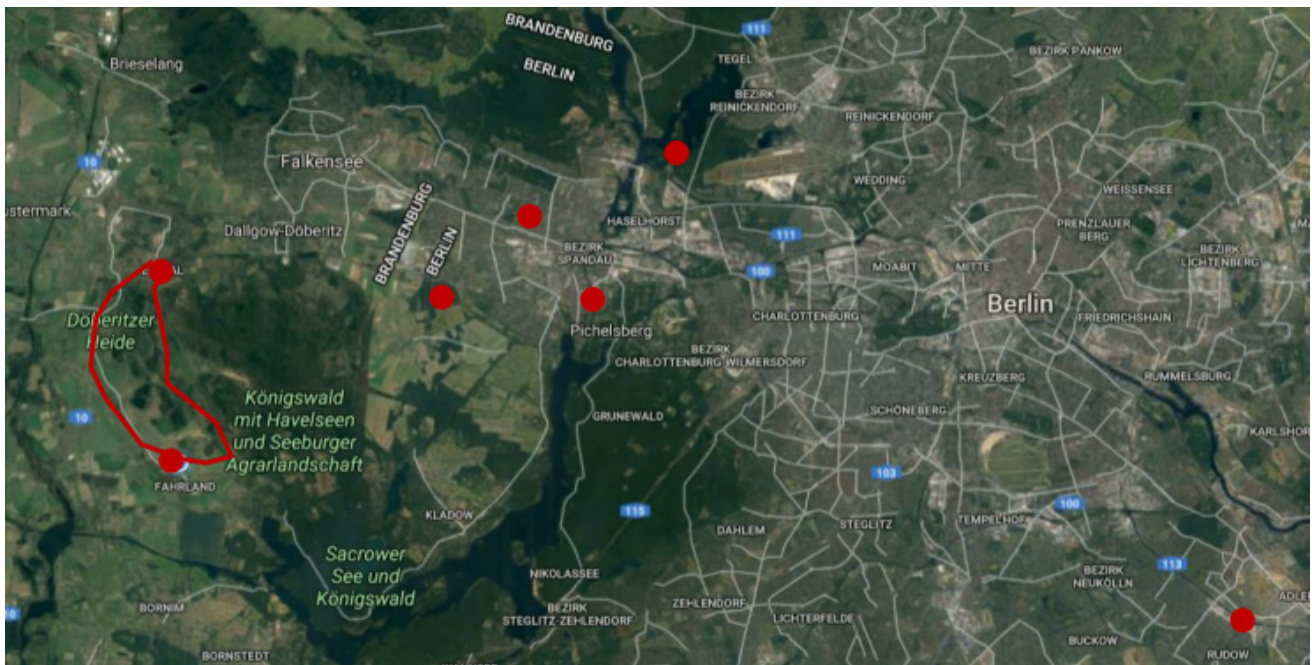 BRANDENBURG
BERLIN
111
TEGEL
BEZIRK PANKOW
Brieselang
BEZIRK
REINICKENDORF
REINICKENDORF
10
Falkensee
WEDDING
WEISSENSEE
ustermark
BRANDENBURG
BERLIN
HASELHORST
PRENZLAUER
BERG
Dallgow-Döberitz
111
BEZIRK
SPANDAU
BEZIRK
LICHTENBERG
100
MOABIT
MITTE
AL
Berlin
Döberitzer
Heide
Pichelsberg
CHARLOTTENBURG
FRIEDRICHSHAIN
BEZIRK
CHARLOTTENBURG-WILMERSDORF
KREUZBERG
RUMMELSBURG
Königswald
mit Havelseen
und Seeburger
Agrarlandschaft
10
GRUNEWALD
SCHÖNEBERG
KARLSHOR
103
FAHRLAND
KLADOW
115
STEGLITZ
TEMPELHOF
100
DAHLEM
Sacrower
See und
Königswald
NIKOLASSEE
113
BEZIRK
NEUKÖLLN
ADLE
BORNIM
BEZIRK
STEGLITZ-ZEHLENDORF
ZEHLENDORF
LICHTERFELDE
10
BUCKOW
RUDOW
BORNSTEDT